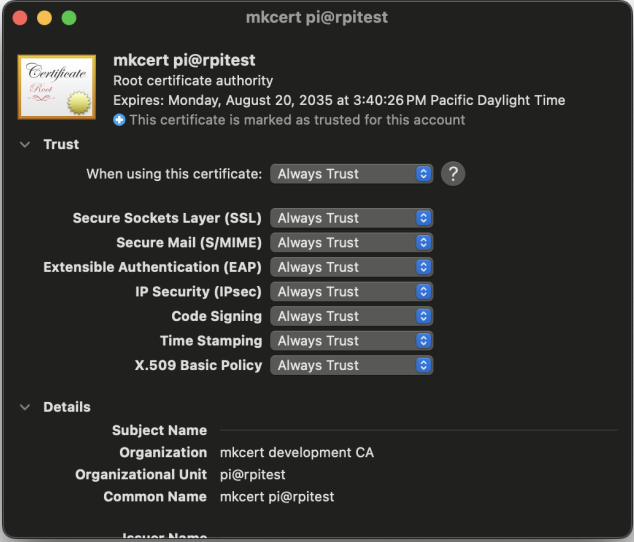 mkcert pi@rpitest
Certificate
Root
mkcert pi@rpitest
Root certificate authority
Expires: Monday, August 20, 2035 at 3:40:26 PM Pacific Daylight Time
This certificate is marked as trusted for this account
Trust
When using this certificate: Always Trust ?
Secure Sockets Layer (SSL) Always Trust
Secure Mail (S/MIME) Always Trust
Extensible Authentication (EAP) Always Trust
IP Security (IPsec) Always Trust
Code Signing Always Trust
Time Stamping Always Trust
X.509 Basic Policy Always Trust
Details
Subject Name
Organization mkcert development CA
Organizational Unit pi@rpitest
Common Name mkcert pi@rpitest
Issuer Name